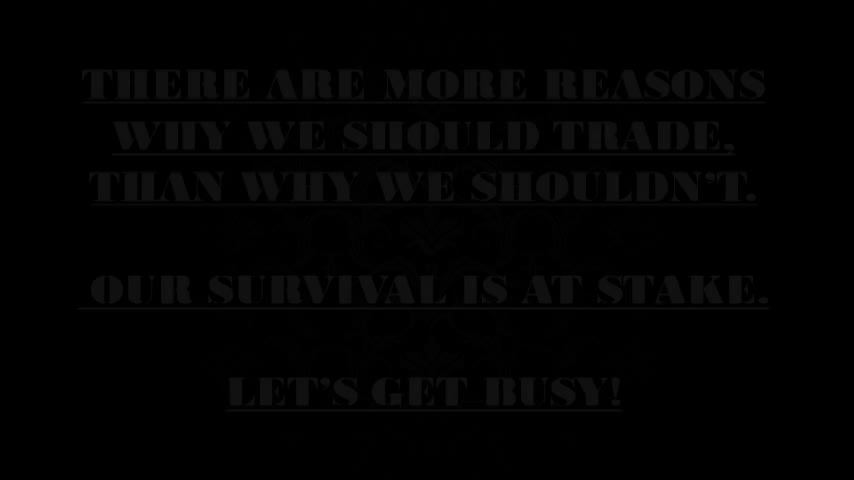 THERE ARE MORE REASONS
WHY WE SHOULD TRADE,
THAN WHY WE SHOULDN'T.
OUR SURVIVAL IS AT STAKE.
LET'S GET BUSY!